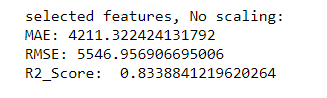 selected features, No scaling:
MAE: 4211.322424131792
RMSE: 5546.956906695006
R2_Score:  0.8338841219620264